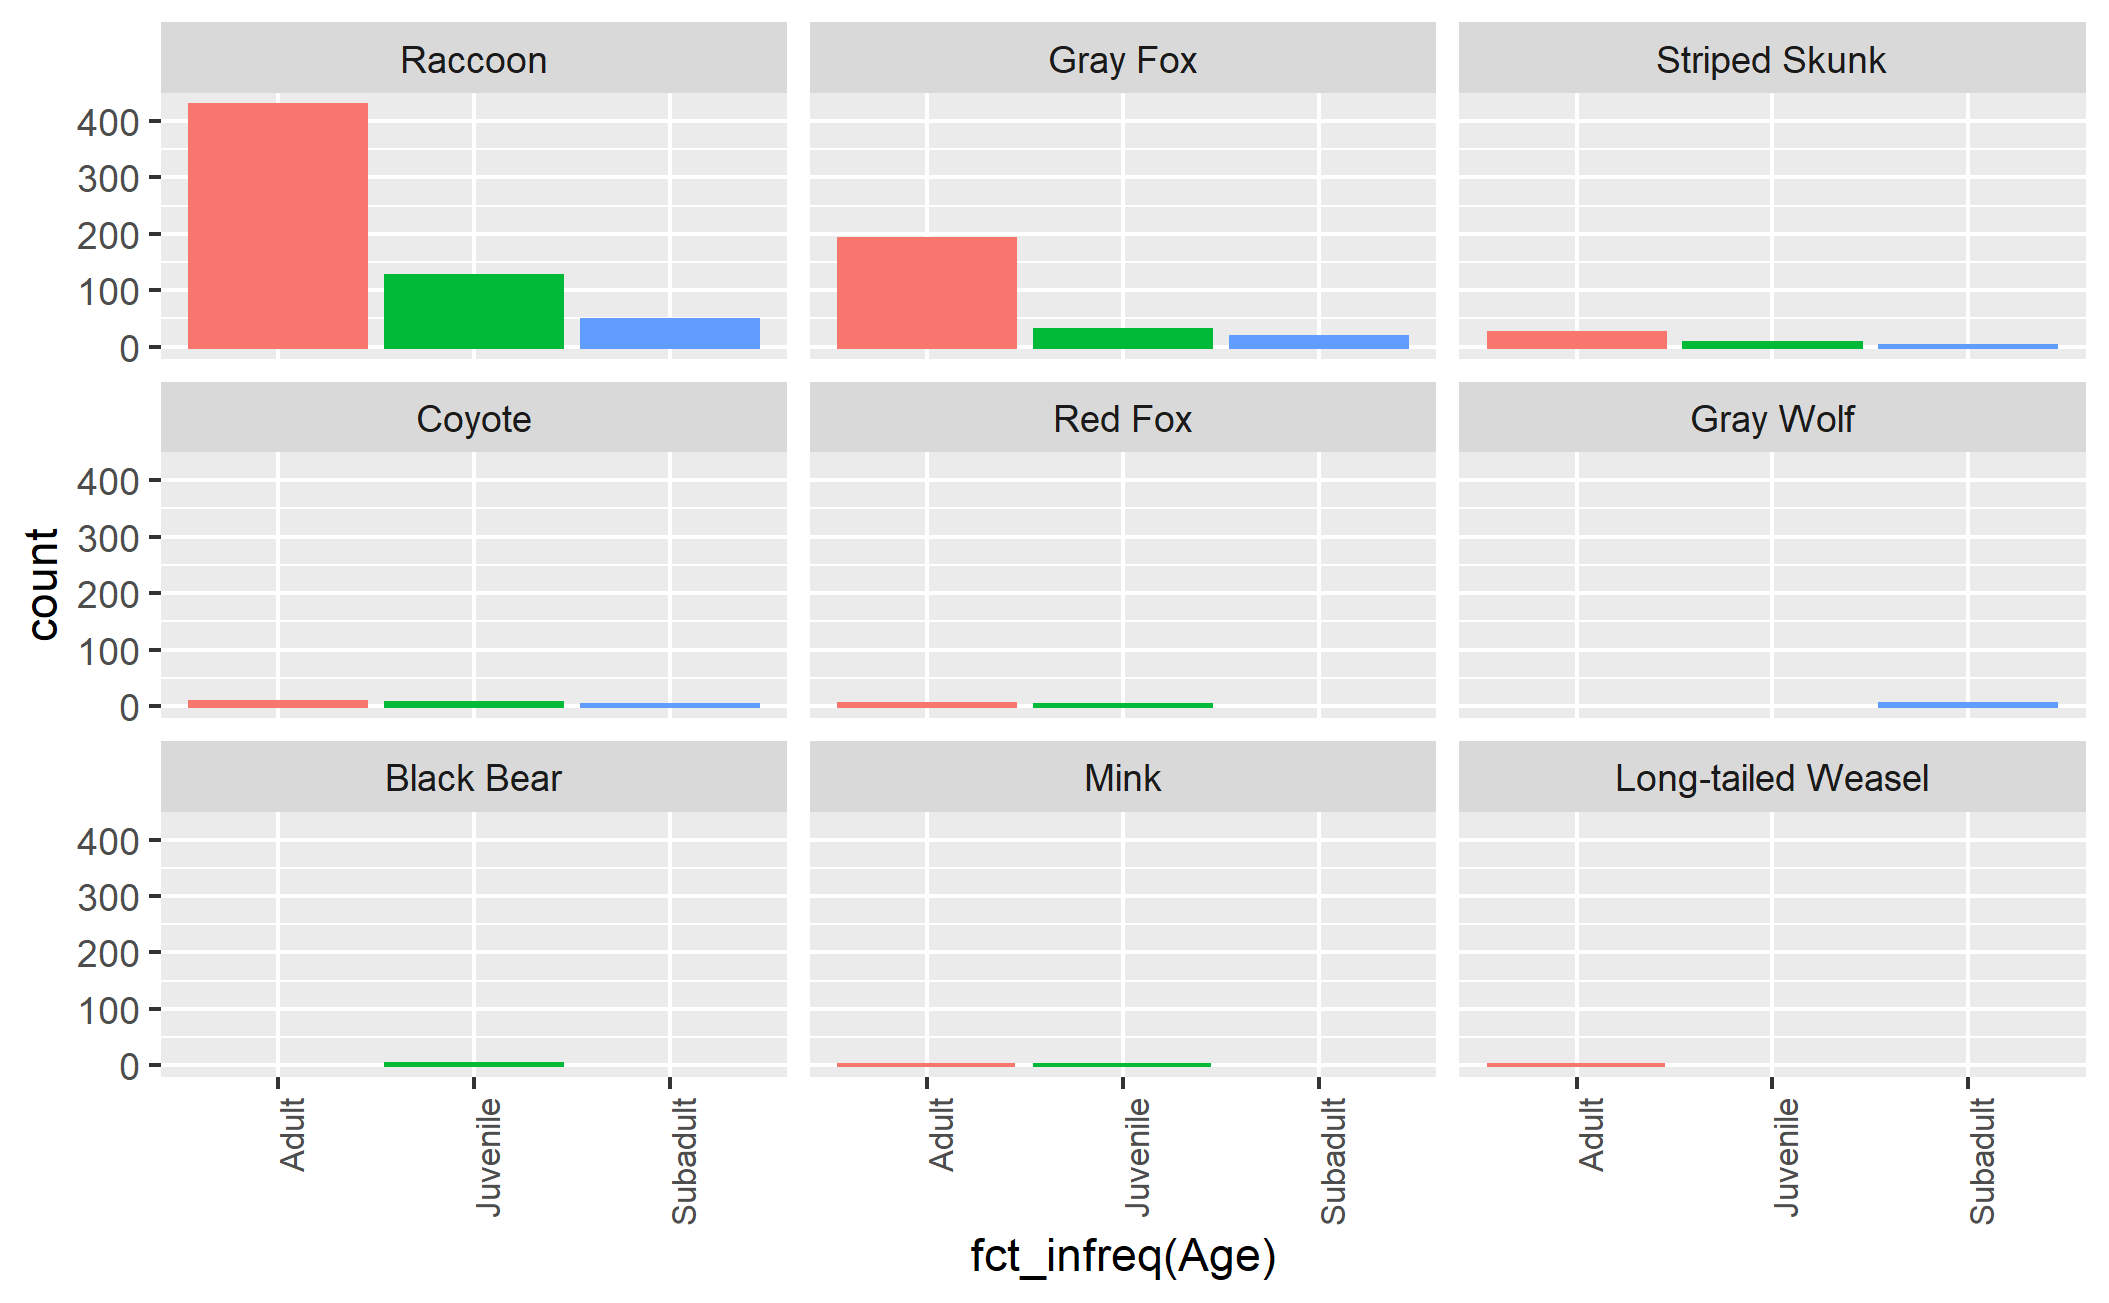 Raccoon
Gray Fox
Striped Skunk
400
300
200
100
0
Coyote
Red Fox
Gray Wolf
400
300
200
100
0
Black Bear
Mink
Long-tailed Weasel
400
300
200
100
0
count
Adult
Juvenile
Subadult
Adult
Juvenile
Subadult
Adult
Juvenile
Subadult
fct_infreq(Age)